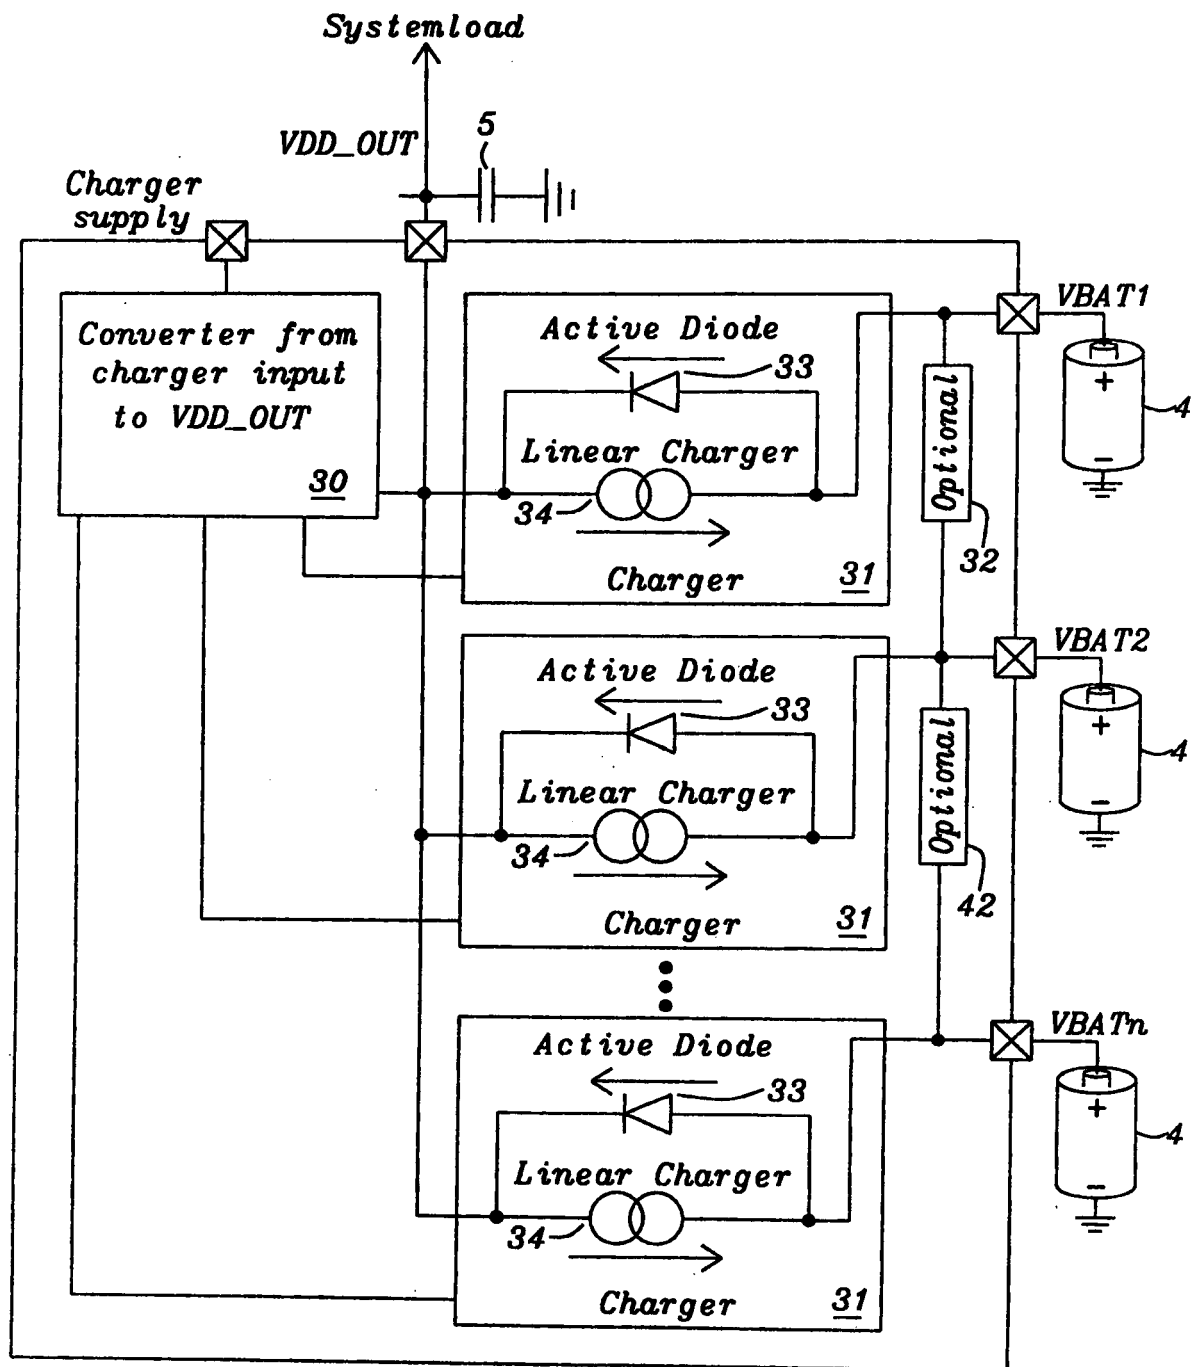 Systemload
VDD_OUT
5
Charger
supply
Converter from
charger input
to VDD_OUT
30
Active Diode
33
Linear Charger
34
Charger
31
Optional
32
VBAT1
+
−
4
Active Diode
33
Linear Charger
34
Charger
31
Optional
42
VBAT2
+
−
4
Active Diode
33
Linear Charger
34
Charger
31
VBATn
+
−
4